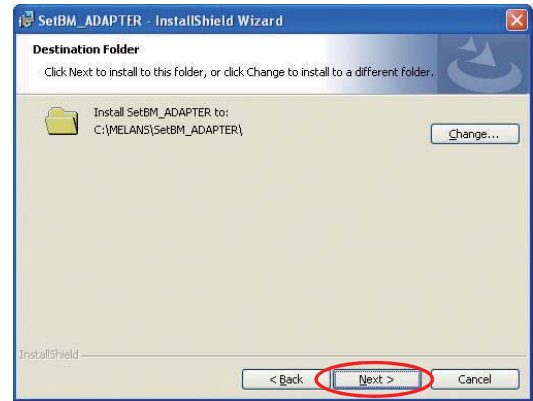 SetBM_ADAPTER - InstallShield Wizard
Destination Folder
Click Next to install to this folder, or click Change to install to a different folder.
Install SetBM_ADAPTER to:
C:\MELANS\SetBM_ADAPTER\
Change...
InstallShield
< Back
Next >
Cancel